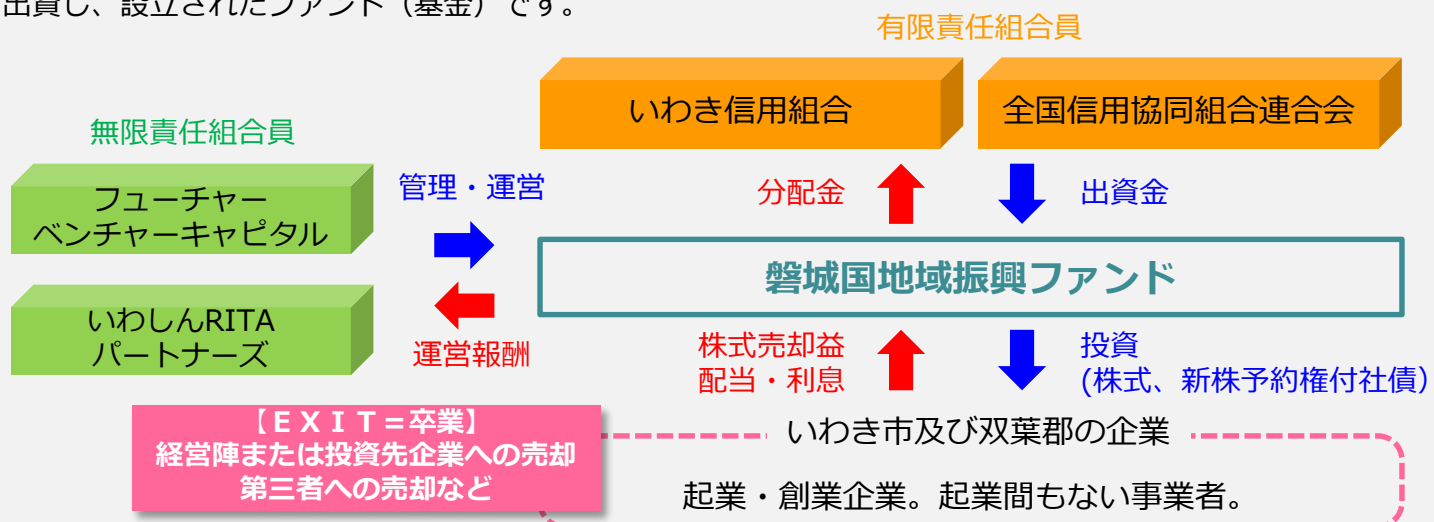 出資し、設立されたファンド（基金）です。
有限責任組合員
いわき信用組合
全国信用協同組合連合会
無限責任組合員
フューチャー
ベンチャーキャピタル
管理・運営
分配金
出資金
磐城国地域振興ファンド
いわしんRITA
パートナーズ
運営報酬
株式売却益
配当・利息
投資
(株式、新株予約権付社債)
【ＥＸＩＴ＝卒業】
経営陣または投資先企業への売却
第三者への売却など
いわき市及び双葉郡の企業
起業・創業企業。起業間もない事業者。